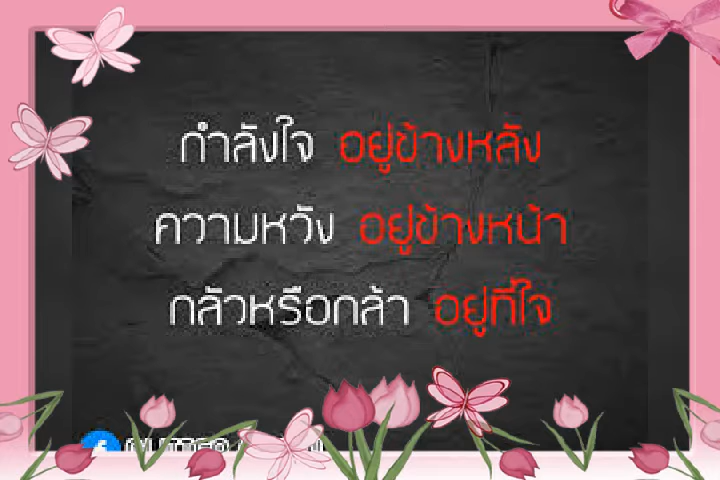 กำลังใจ อยู่ข้างหลัง
ความหวัง อยู่ข้างหน้า
กลัวหรือกล้า อยู่ที่ใจ